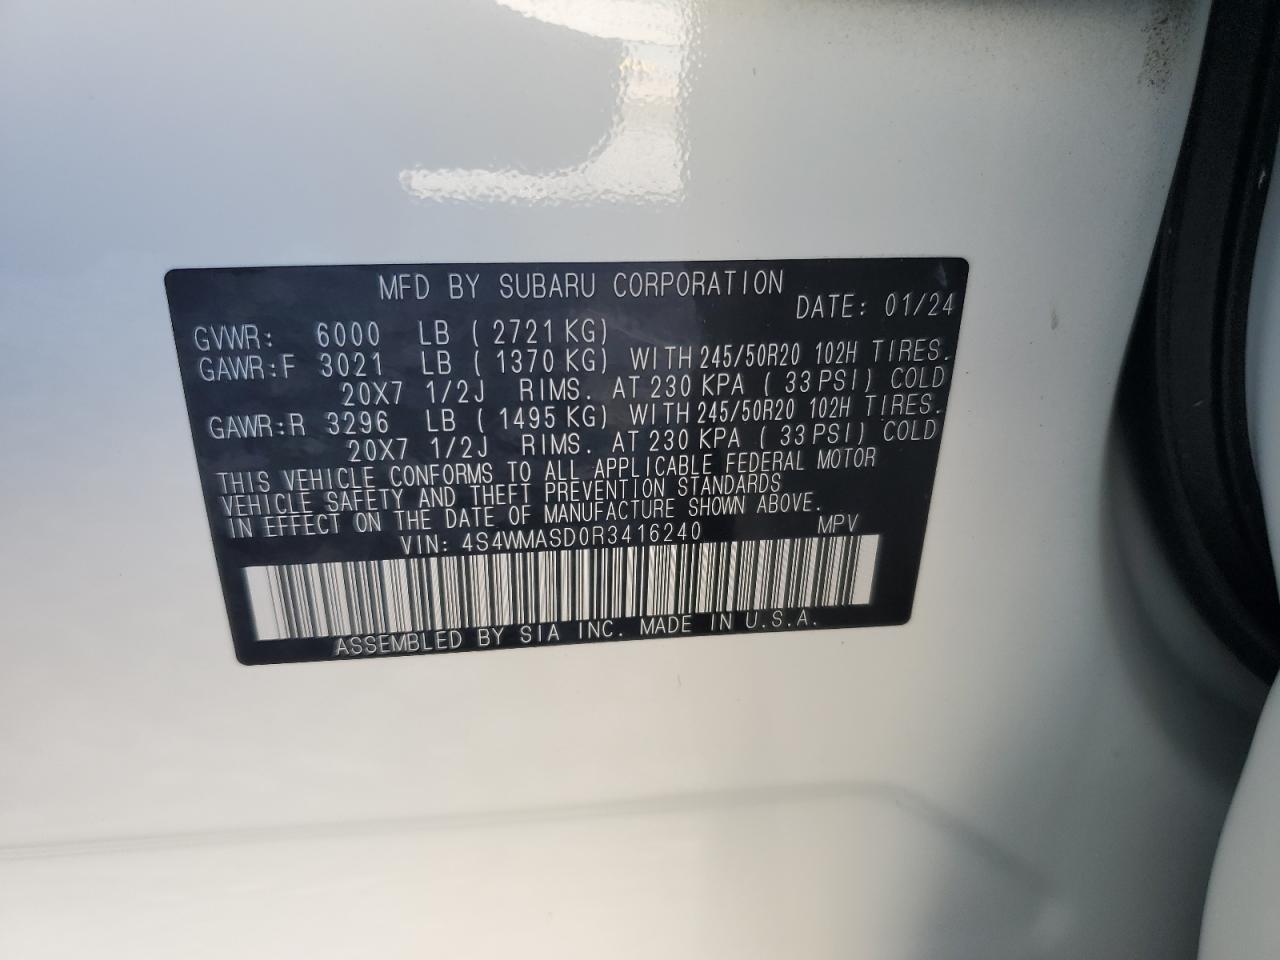 MFD BY SUBARU CORPORATION
DATE: 01/24
GVWR: 6000 LB ( 2721 KG)
GAWR:F 3021 LB ( 1370 KG) WITH 245/50R20 102H TIRES.
20X7 1/2J RIMS. AT 230 KPA ( 33 PSI) COLD
GAWR:R 3296 LB ( 1495 KG) WITH 245/50R20 102H TIRES.
20X7 1/2J RIMS. AT 230 KPA ( 33 PSI) COLD
THIS VEHICLE CONFORMS TO ALL APPLICABLE FEDERAL MOTOR
VEHICLE SAFETY AND THEFT PREVENTION STANDARDS
IN EFFECT ON THE DATE OF MANUFACTURE SHOWN ABOVE.
VIN: 4S4WMASD0R3416240 MPV
ASSEMBLED BY SIA INC. MADE IN U.S.A.